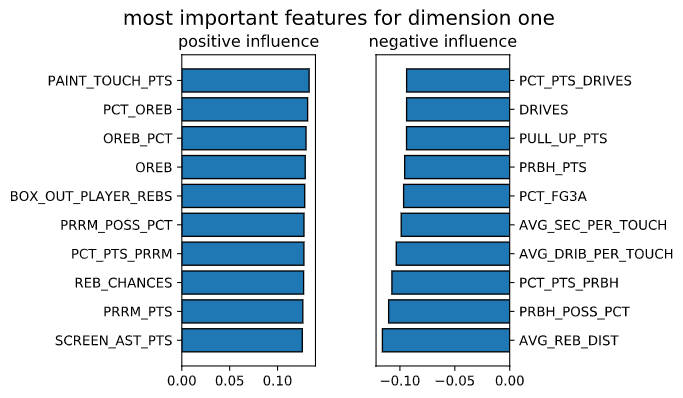 most important features for dimension one
positive influence
PAINT_TOUCH_PTS
PCT_OREB
OREB_PCT
OREB
BOX_OUT_PLAYER_REBS
PRRM_POSS_PCT
PCT_PTS_PRRM
REB_CHANCES
PRRM_PTS
SCREEN_AST_PTS
0.00 0.05 0.10
negative influence
PCT_PTS_DRIVES
DRIVES
PULL_UP_PTS
PRBH_PTS
PCT_FG3A
AVG_SEC_PER_TOUCH
AVG_DRIB_PER_TOUCH
PCT_PTS_PRBH
PRBH_POSS_PCT
AVG_REB_DIST
−0.10 −0.05 0.00